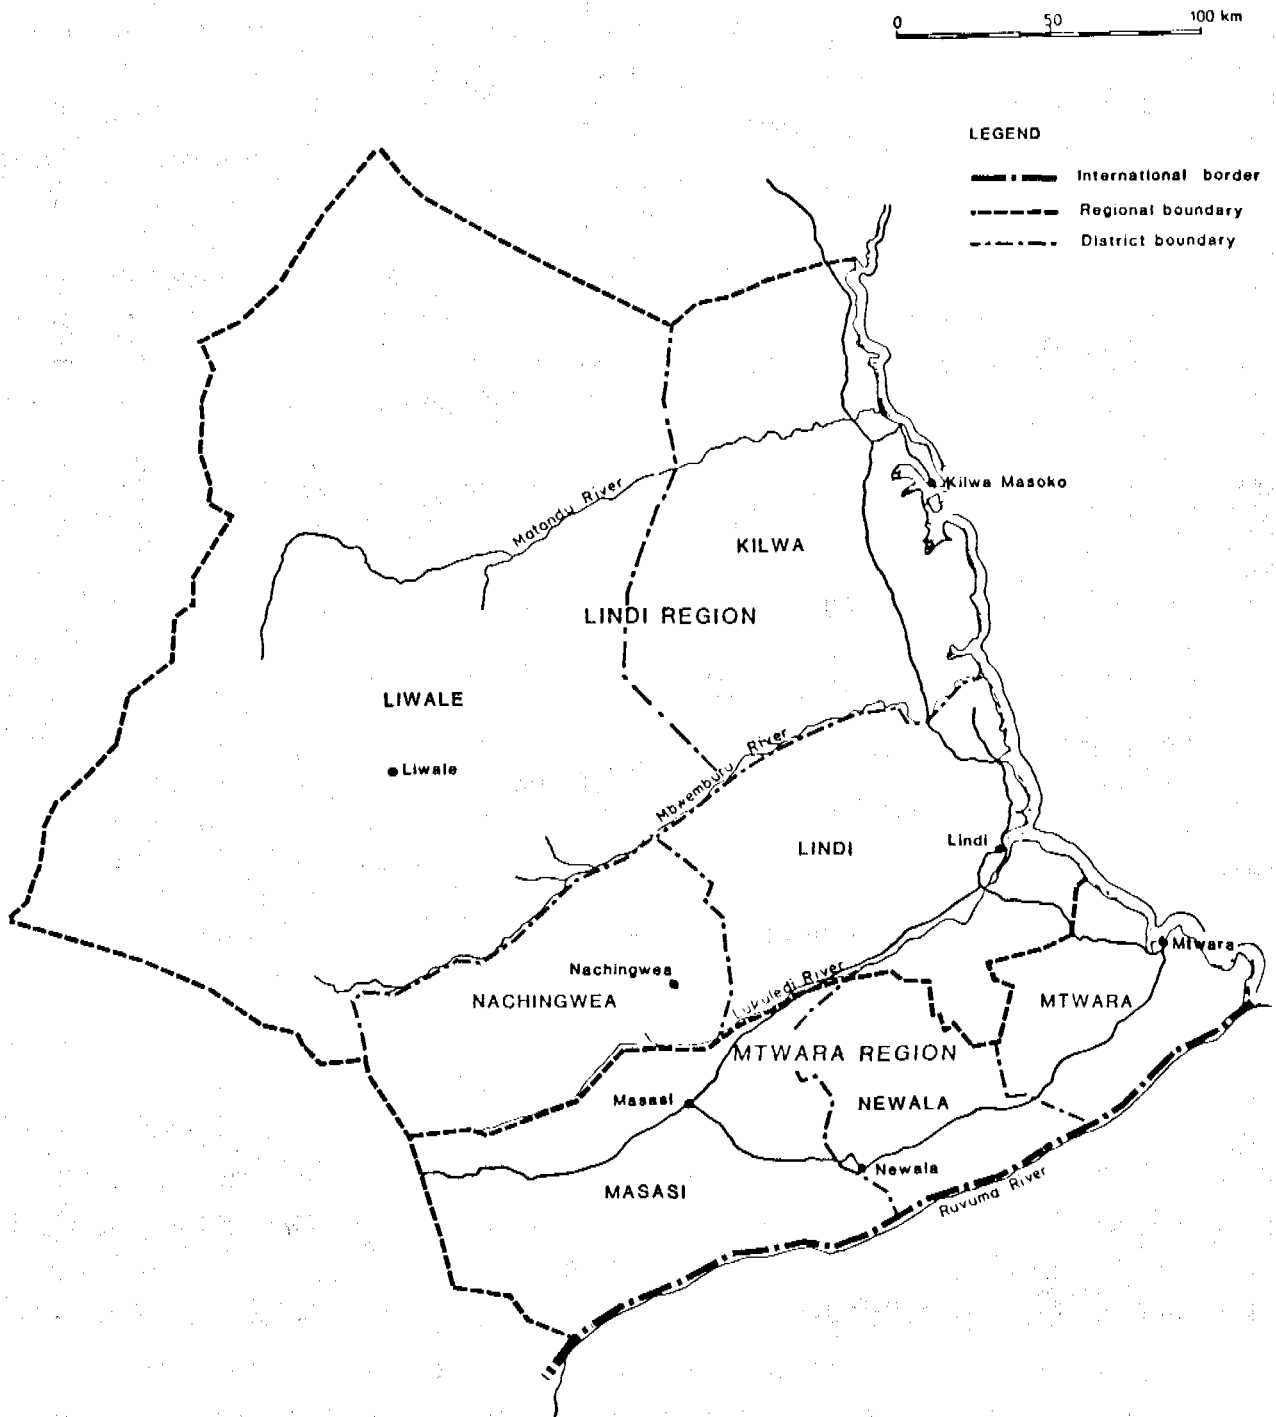 0 50 100 km
LEGEND
International border
Regional boundary
District boundary
Kilwa Masoko
Matandu River
KILWA
LINDI REGION
LIWALE
Liwale
Mbwemburu River
LINDI
Lindi
Mtwara
Nachingwea
NACHINGWEA
Lukuledi River
MTWARA
MTWARA REGION
Masasi
NEWALA
Newala
MASASI
Ruvuma River